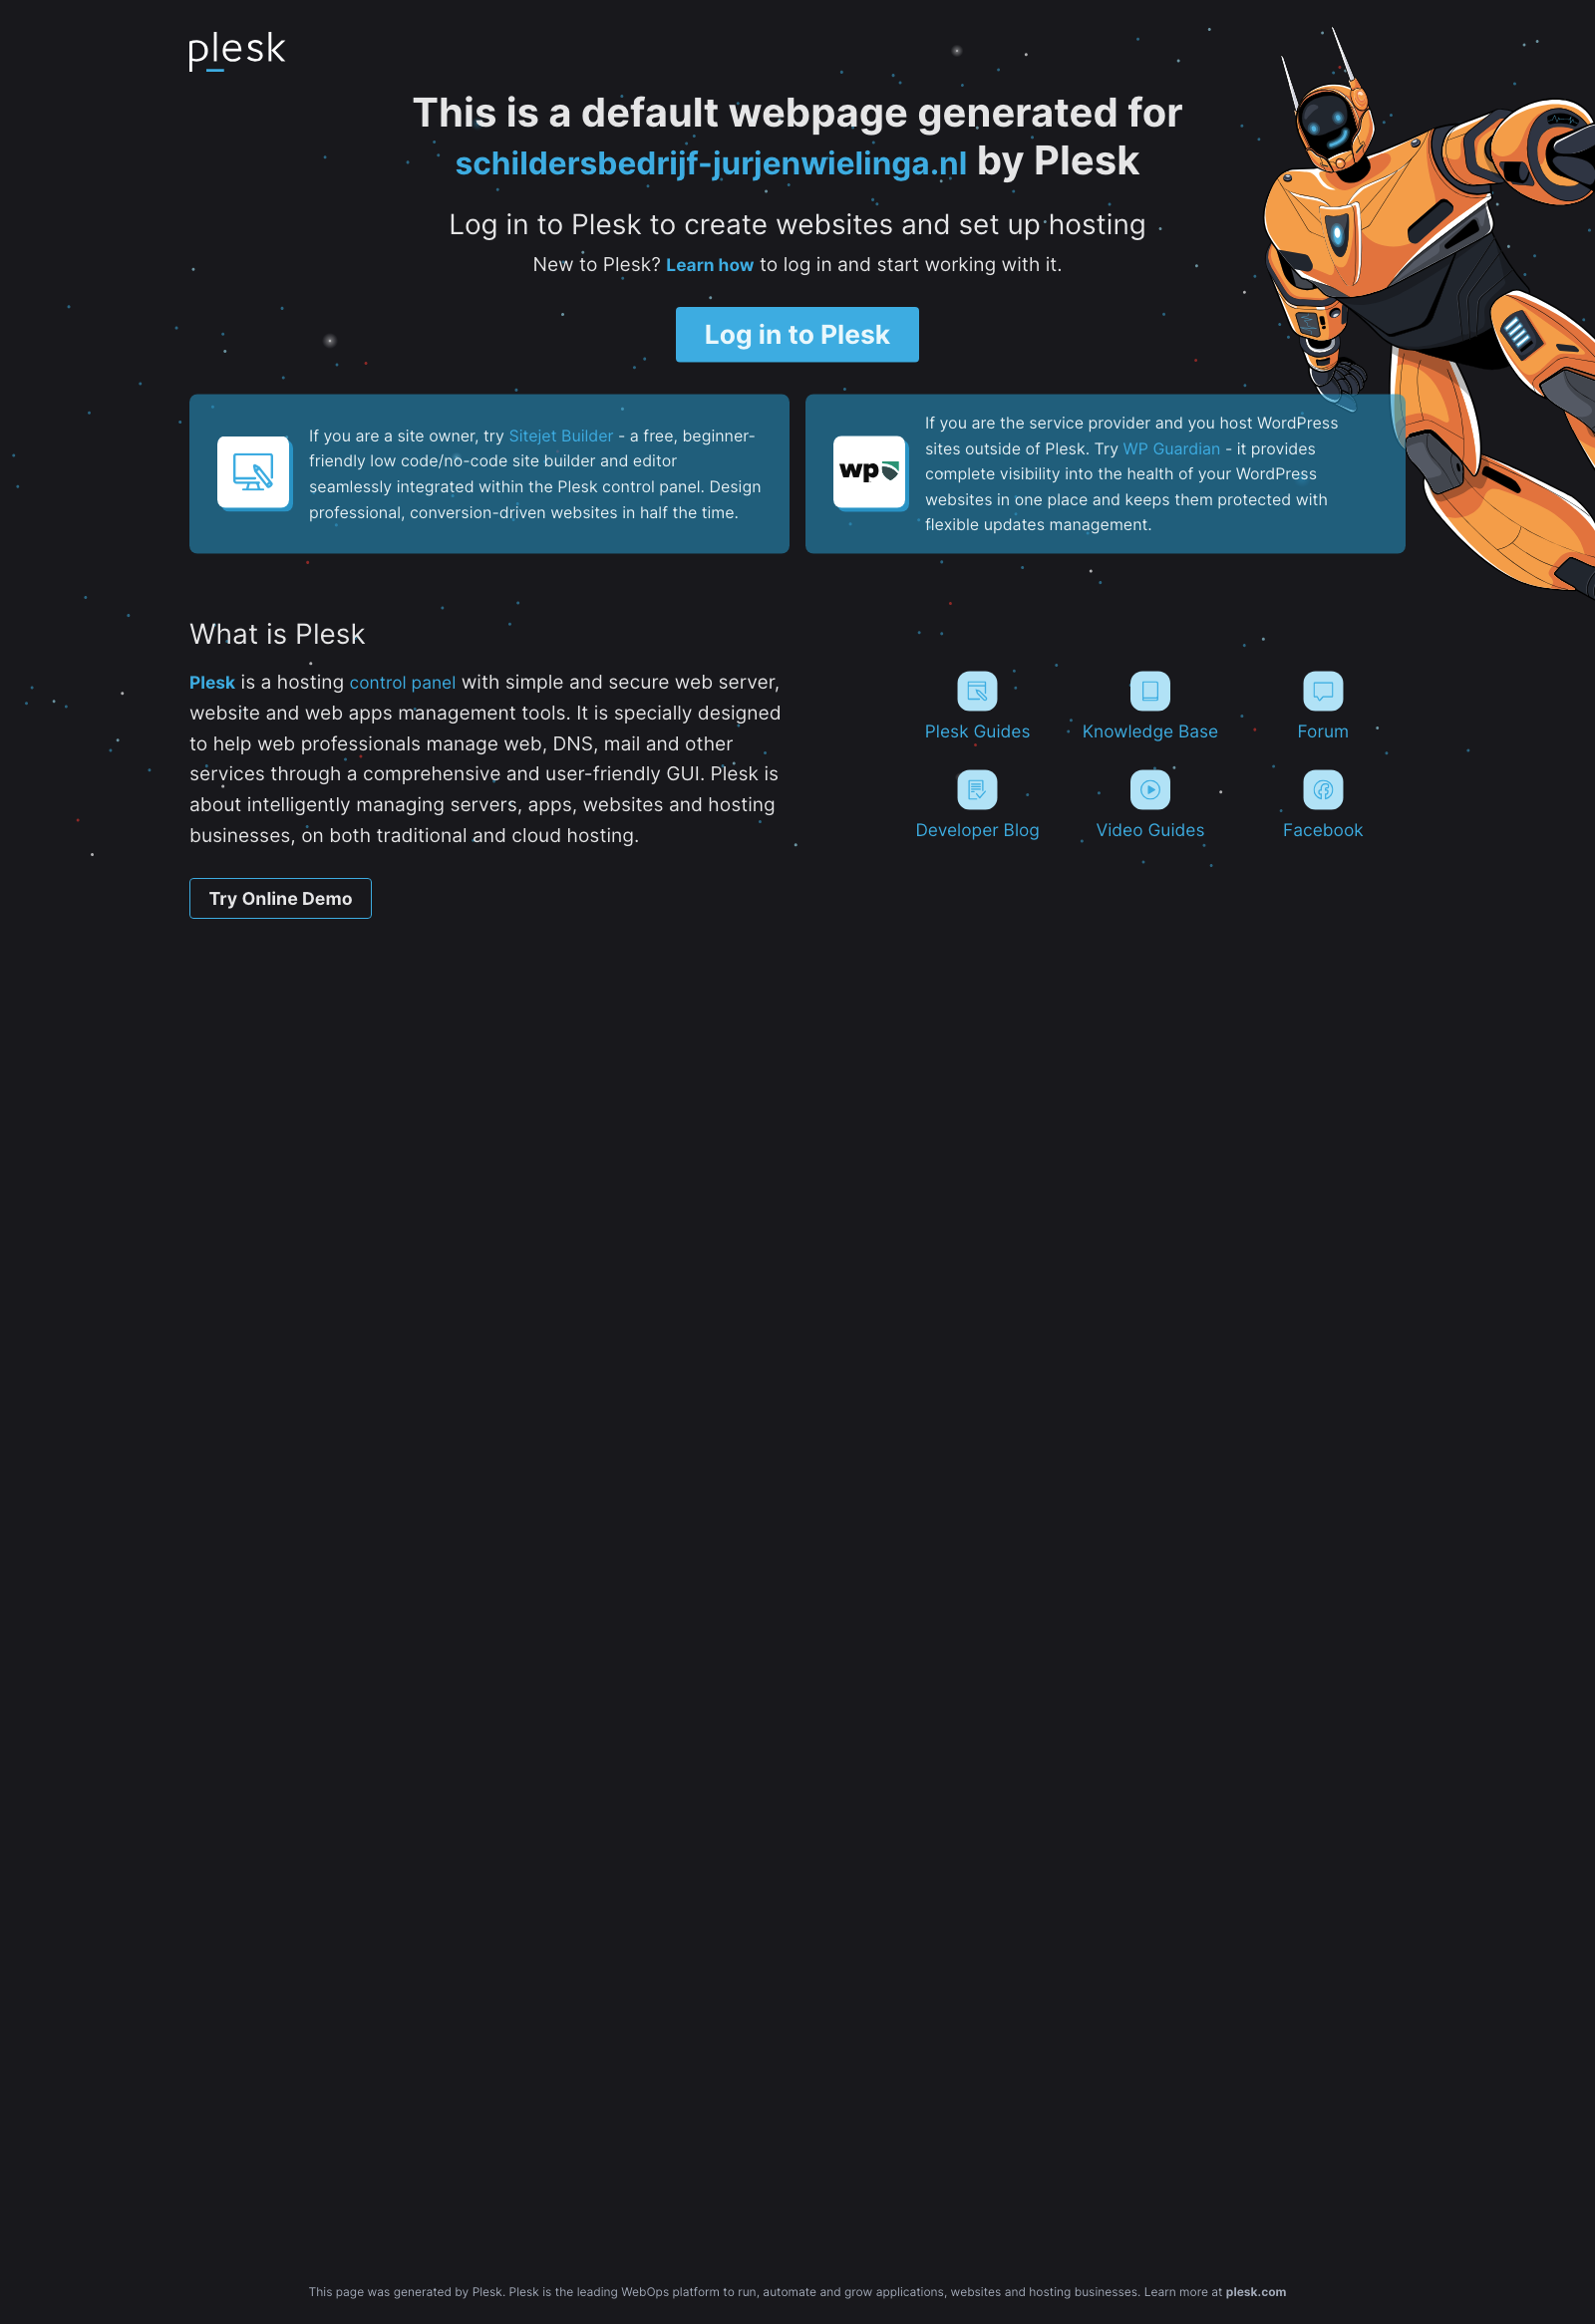 plesk
This is a default webpage generated for
schildersbedrijf-jurjenwielinga.nl by Plesk
Log in to Plesk to create websites and set up hosting
New to Plesk? Learn how to log in and start working with it.
Log in to Plesk
If you are a site owner, try Sitejet Builder - a free, beginner-
friendly low code/no-code site builder and editor
seamlessly integrated within the Plesk control panel. Design
professional, conversion-driven websites in half the time.
wp
If you are the service provider and you host WordPress
sites outside of Plesk. Try WP Guardian - it provides
complete visibility into the health of your WordPress
websites in one place and keeps them protected with
flexible updates management.
What is Plesk
Plesk is a hosting control panel with simple and secure web server,
website and web apps management tools. It is specially designed
to help web professionals manage web, DNS, mail and other
services through a comprehensive and user-friendly GUI. Plesk is
about intelligently managing servers, apps, websites and hosting
businesses, on both traditional and cloud hosting.
Try Online Demo
Plesk Guides
Knowledge Base
Forum
Developer Blog
Video Guides
Facebook
This page was generated by Plesk. Plesk is the leading WebOps platform to run, automate and grow applications, websites and hosting businesses. Learn more at plesk.com